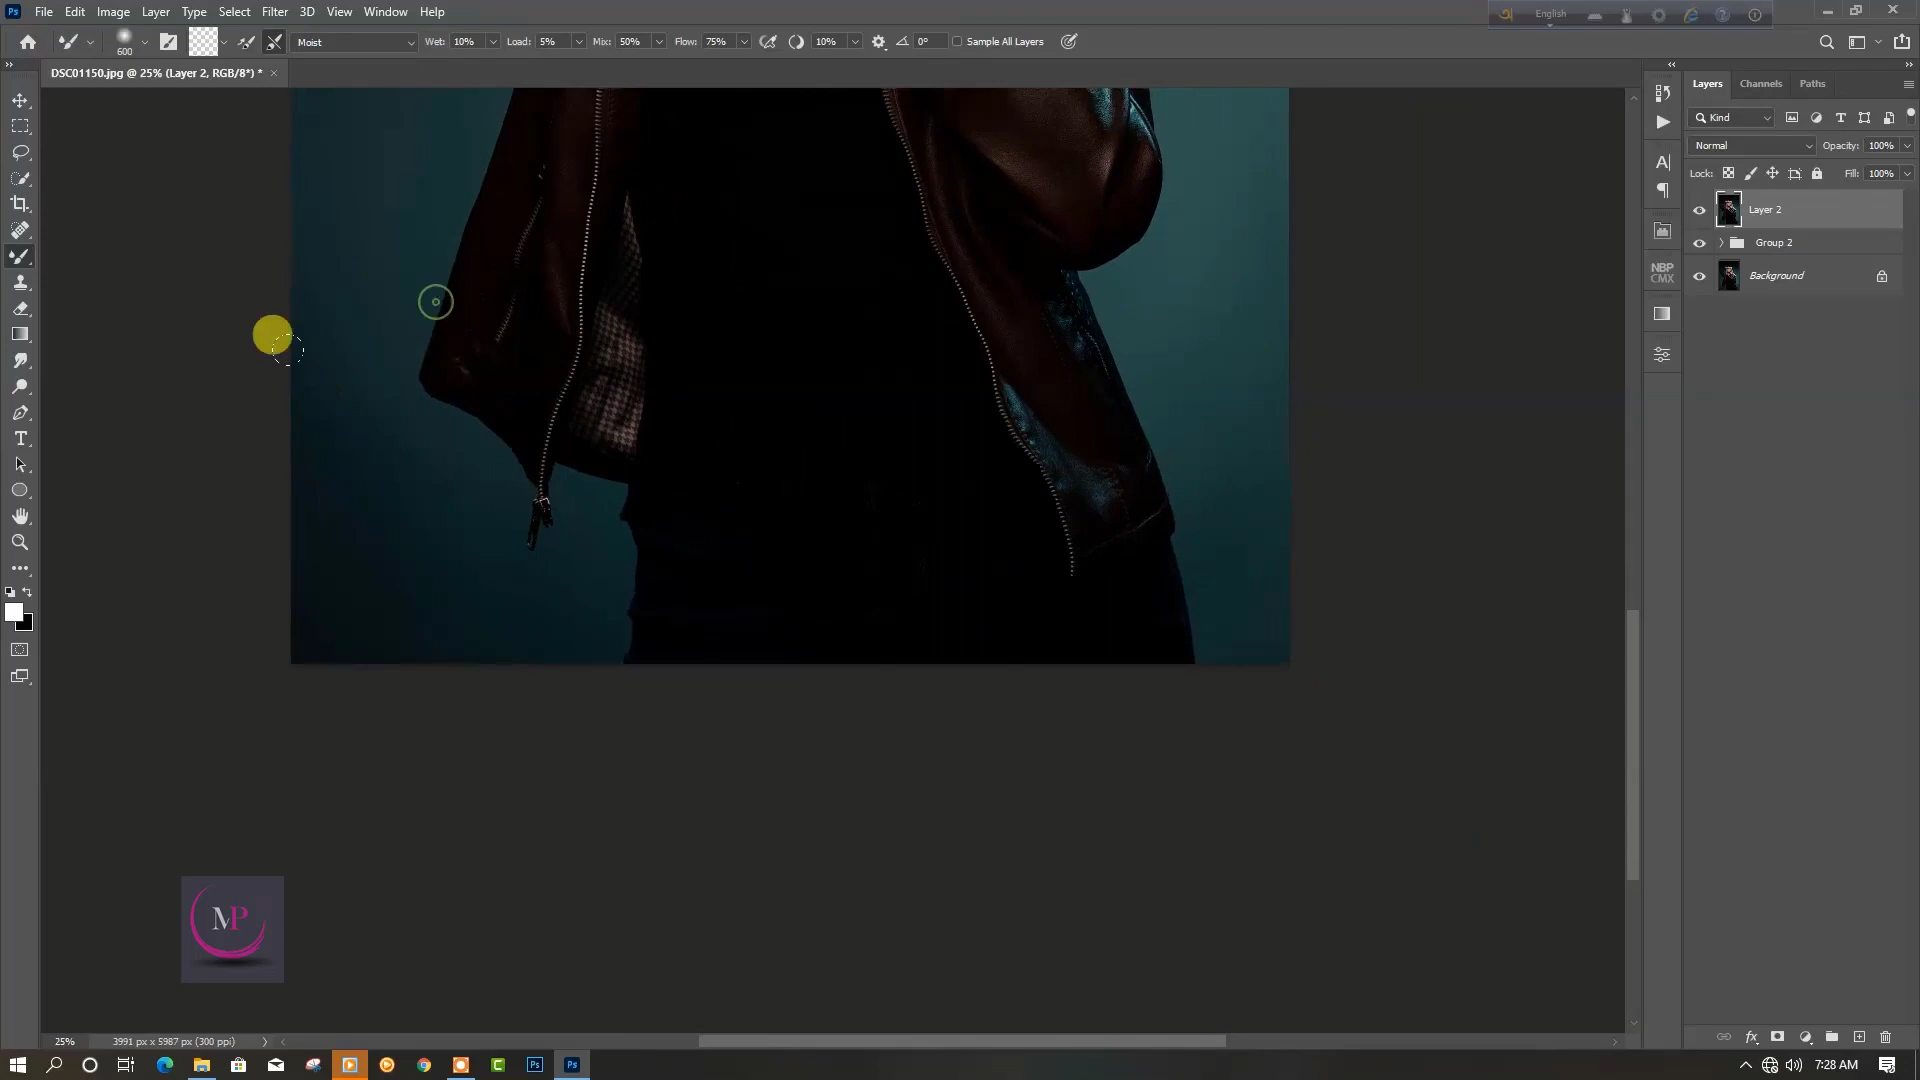 Ps File Edit Image Layer Type Select Filter 3D View Window Help
English
600 Moist Wet: 10% Load: 5% Mix: 50% Flow: 75% 10% 0° Sample All Layers
DSC01150.jpg @ 25% (Layer 2, RGB/8*) * ×
Layers Channels Paths
Kind
Normal Opacity: 100%
Lock: Fill: 100%
Layer 2
Group 2
Background
NBP
CMX
MP
fx
25% 3991 px x 5987 px (300 ppi)
7:28 AM